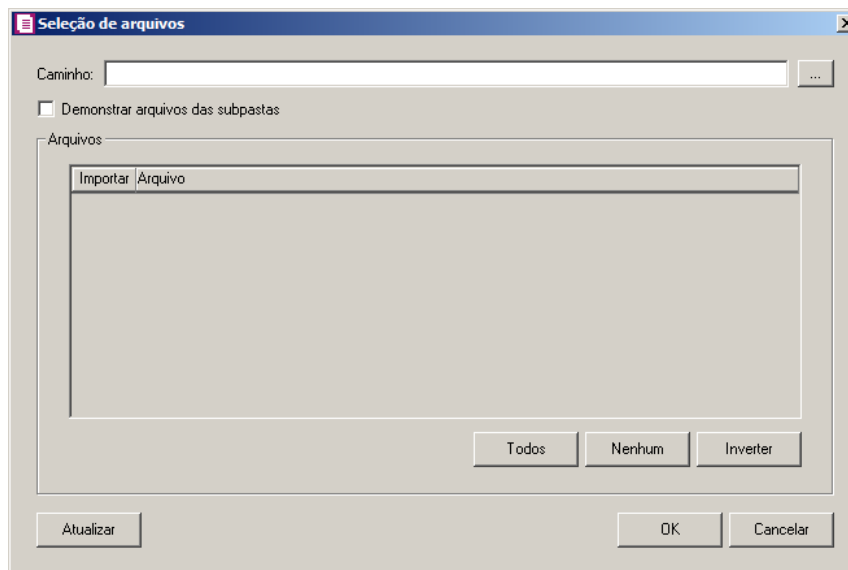 Seleção de arquivos
Caminho: ...
Demonstrar arquivos das subpastas
Arquivos
Importar Arquivo
Todos Nenhum Inverter
Atualizar OK Cancelar